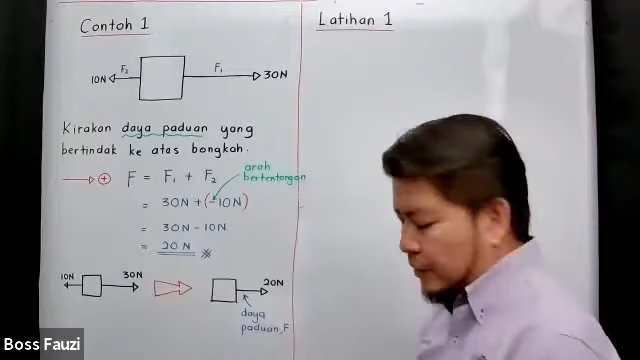 Contoh 1
Latihan 1
F₂
F₁
10N
30N
Kirakan daya paduan yang
bertindak ke atas bongkah.
arah
bertentangan
⊕ F = F₁ + F₂
= 30N + (-10N)
= 30N - 10N
= 20 N
10N
30N
20N
daya
paduan, F
Boss Fauzi